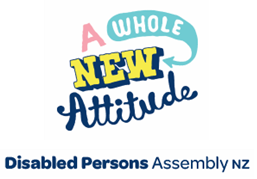 A WHOLE
NEW
Attitude
Disabled Persons Assembly NZ